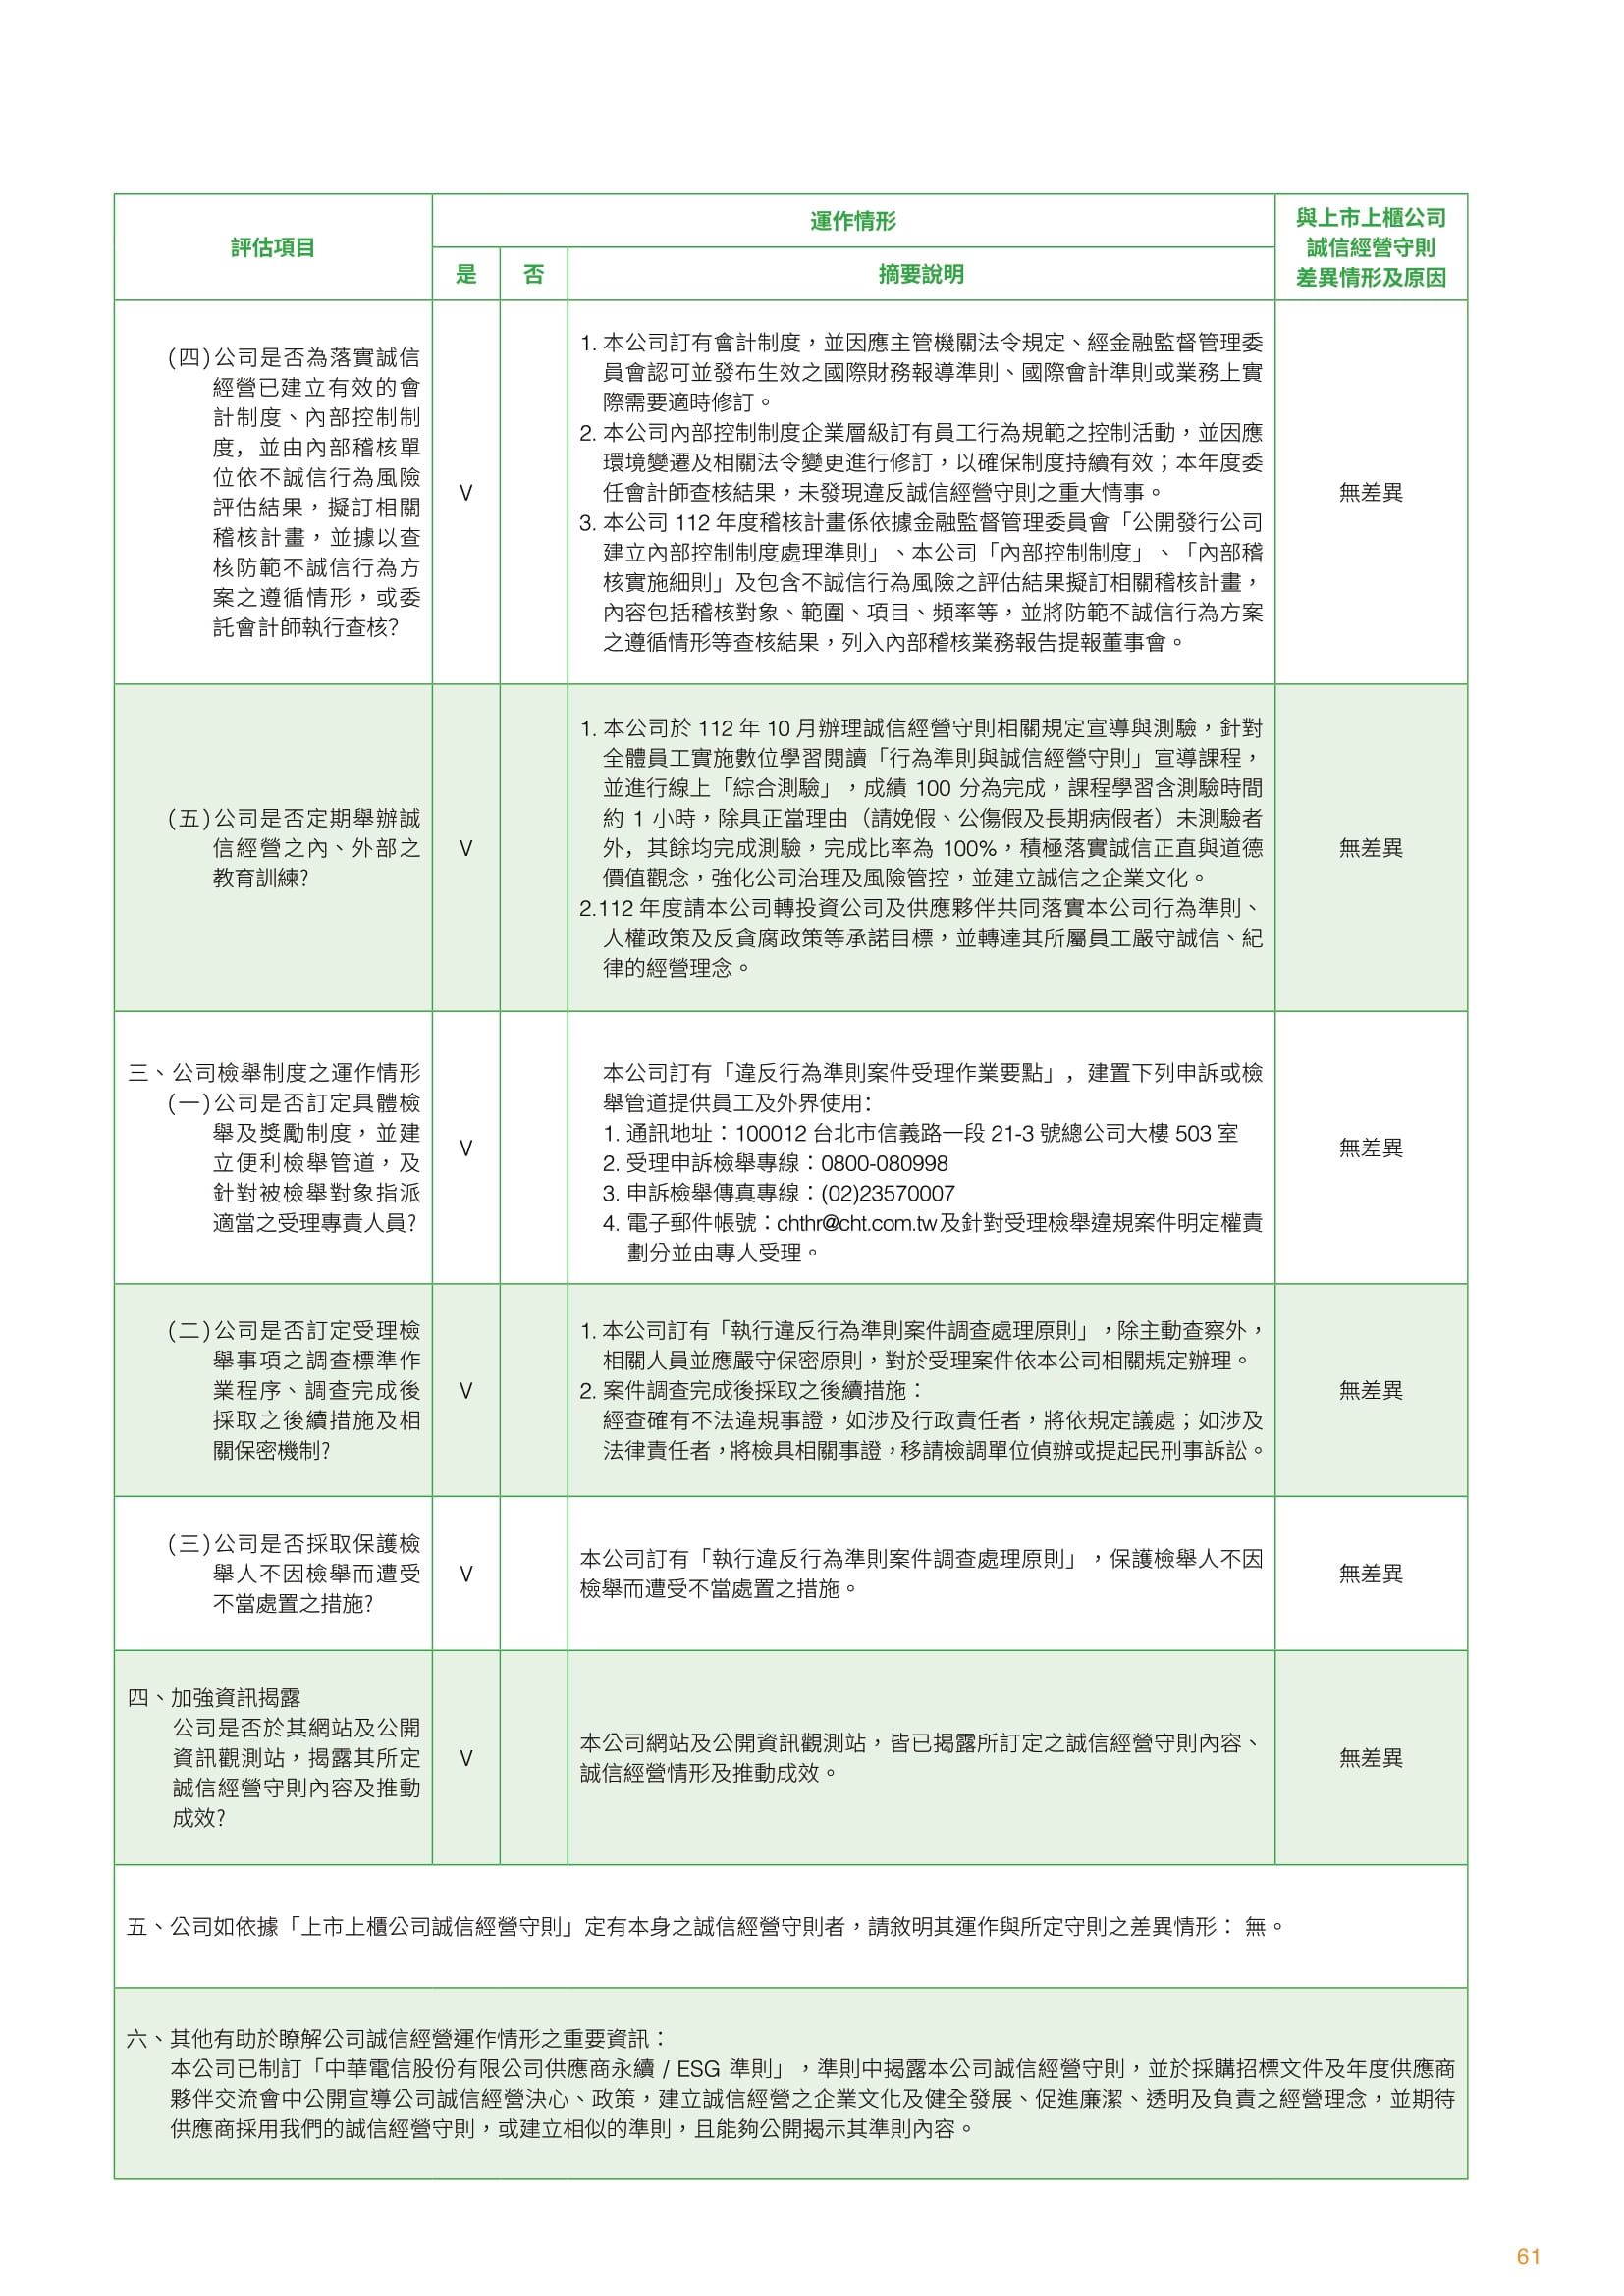 評估項目
運作情形
與上市上櫃公司
誠信經營守則
差異情形及原因
是
否
摘要說明
(四)公司是否為落實誠信
經營已建立有效的會
計制度、內部控制制
度，並由內部稽核單
位依不誠信行為風險
評估結果，擬訂相關
稽核計畫，並據以查
核防範不誠信行為方
案之遵循情形，或委
託會計師執行查核?
V
1. 本公司訂有會計制度，並因應主管機關法令規定、經金融監督管理委
員會認可並發布生效之國際財務報導準則、國際會計準則或業務上實
際需要適時修訂。
2. 本公司內部控制制度企業層級訂有員工行為規範之控制活動，並因應
環境變遷及相關法令變更進行修訂，以確保制度持續有效；本年度委
任會計師查核結果，未發現違反誠信經營守則之重大情事。
3. 本公司 112 年度稽核計畫係依據金融監督管理委員會「公開發行公司
建立內部控制制度處理準則」、本公司「內部控制制度」、「內部稽
核實施細則」及包含不誠信行為風險之評估結果擬訂相關稽核計畫，
內容包括稽核對象、範圍、項目、頻率等，並將防範不誠信行為方案
之遵循情形等查核結果，列入內部稽核業務報告提報董事會。
無差異
(五)公司是否定期舉辦誠
信經營之內、外部之
教育訓練?
V
1. 本公司於 112 年 10 月辦理誠信經營守則相關規定宣導與測驗，針對
全體員工實施數位學習閱讀「行為準則與誠信經營守則」宣導課程，
並進行線上「綜合測驗」，成績 100 分為完成，課程學習含測驗時間
約 1 小時，除具正當理由（請娩假、公傷假及長期病假者）未測驗者
外，其餘均完成測驗，完成比率為 100%，積極落實誠信正直與道德
價值觀念，強化公司治理及風險管控，並建立誠信之企業文化。
2.112 年度請本公司轉投資公司及供應夥伴共同落實本公司行為準則、
人權政策及反貪腐政策等承諾目標，並轉達其所屬員工嚴守誠信、紀
律的經營理念。
無差異
三、公司檢舉制度之運作情形
(一)公司是否訂定具體檢
舉及獎勵制度，並建
立便利檢舉管道，及
針對被檢舉對象指派
適當之受理專責人員?
V
本公司訂有「違反行為準則案件受理作業要點」，建置下列申訴或檢
舉管道提供員工及外界使用：
1. 通訊地址：100012 台北市信義路一段 21-3 號總公司大樓 503 室
2. 受理申訴檢舉專線：0800-080998
3. 申訴檢舉傳真專線：(02)23570007
4. 電子郵件帳號：chthr@cht.com.tw及針對受理檢舉違規案件明定權責
劃分並由專人受理。
無差異
(二)公司是否訂定受理檢
舉事項之調查標準作
業程序、調查完成後
採取之後續措施及相
關保密機制?
V
1. 本公司訂有「執行違反行為準則案件調查處理原則」，除主動查察外，
相關人員並應嚴守保密原則，對於受理案件依本公司相關規定辦理。
2. 案件調查完成後採取之後續措施：
經查確有不法違規事證，如涉及行政責任者，將依規定議處；如涉及
法律責任者，將檢具相關事證，移請檢調單位偵辦或提起民刑事訴訟。
無差異
(三)公司是否採取保護檢
舉人不因檢舉而遭受
不當處置之措施?
V
本公司訂有「執行違反行為準則案件調查處理原則」，保護檢舉人不因
檢舉而遭受不當處置之措施。
無差異
四、加強資訊揭露
公司是否於其網站及公開
資訊觀測站，揭露其所定
誠信經營守則內容及推動
成效?
V
本公司網站及公開資訊觀測站，皆已揭露所訂定之誠信經營守則內容、
誠信經營情形及推動成效。
無差異
五、公司如依據「上市上櫃公司誠信經營守則」定有本身之誠信經營守則者，請敘明其運作與所定守則之差異情形： 無。
六、其他有助於瞭解公司誠信經營運作情形之重要資訊：
本公司已制訂「中華電信股份有限公司供應商永續 / ESG 準則」，準則中揭露本公司誠信經營守則，並於採購招標文件及年度供應商
夥伴交流會中公開宣導公司誠信經營決心、政策，建立誠信經營之企業文化及健全發展、促進廉潔、透明及負責之經營理念，並期待
供應商採用我們的誠信經營守則，或建立相似的準則，且能夠公開揭示其準則內容。
61